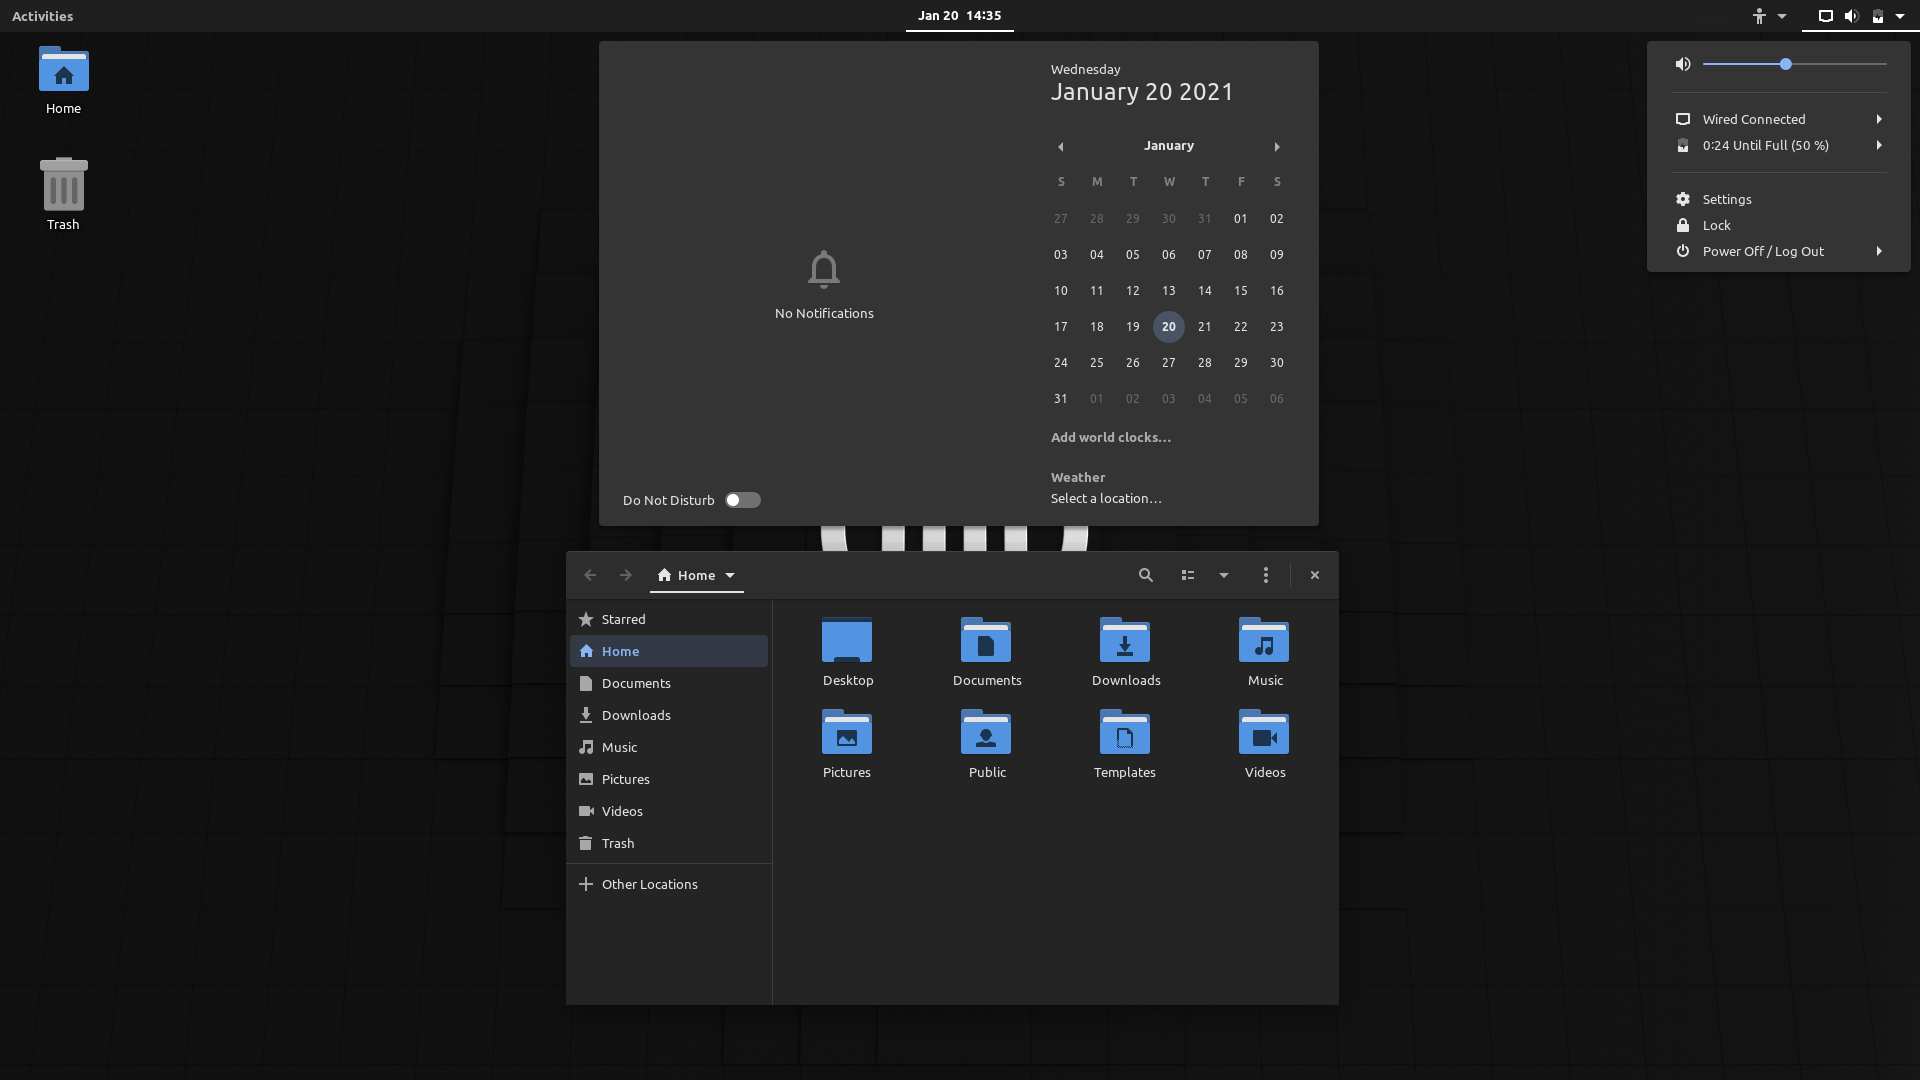 Activities
Jan 20 14:35
Home
Trash
No Notifications
Do Not Disturb
Wednesday
January 20 2021
January
S M T W T F S
27 28 29 30 31 01 02
03 04 05 06 07 08 09
10 11 12 13 14 15 16
17 18 19 20 21 22 23
24 25 26 27 28 29 30
31 01 02 03 04 05 06
Add world clocks…
Weather
Select a location…
Wired Connected
0:24 Until Full (50 %)
Settings
Lock
Power Off / Log Out
Home
Starred
Home
Documents
Downloads
Music
Pictures
Videos
Trash
Other Locations
Desktop
Documents
Downloads
Music
Pictures
Public
Templates
Videos